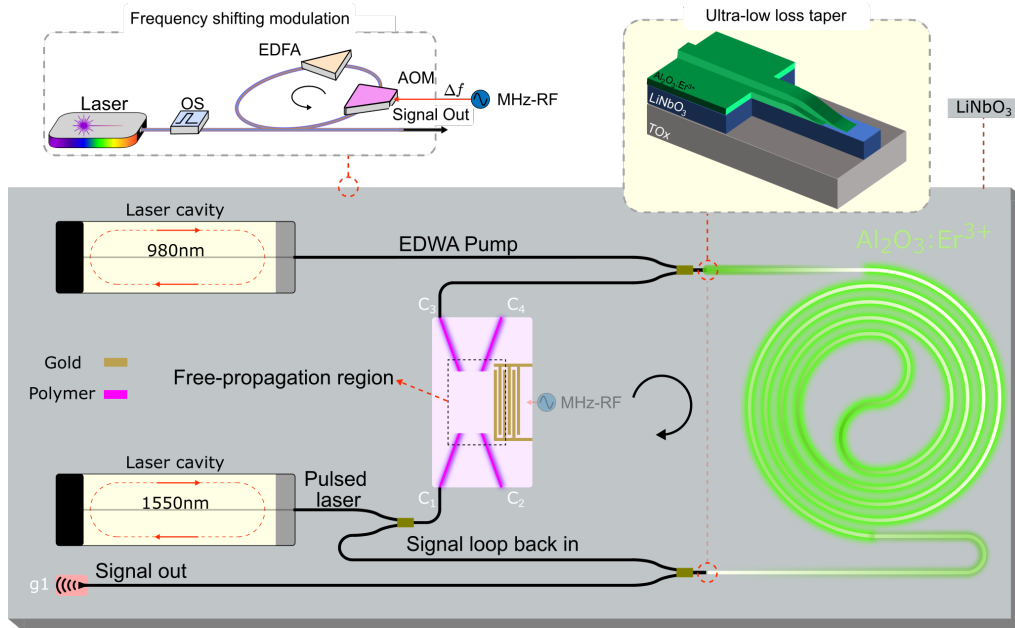 Frequency shifting modulation
EDFA
AOM
Δf
MHz-RF
Laser
OS
Signal Out
Ultra-low loss taper
Al₂O₃:Er³⁺
LiNbO₃
TOx
LiNbO₃
Laser cavity
980nm
EDWA Pump
Al₂O₃:Er³⁺
C₃
C₄
Gold
Polymer
Free-propagation region
MHz-RF
Laser cavity
1550nm
Pulsed
laser
C₁
C₂
Signal loop back in
Signal out
g1